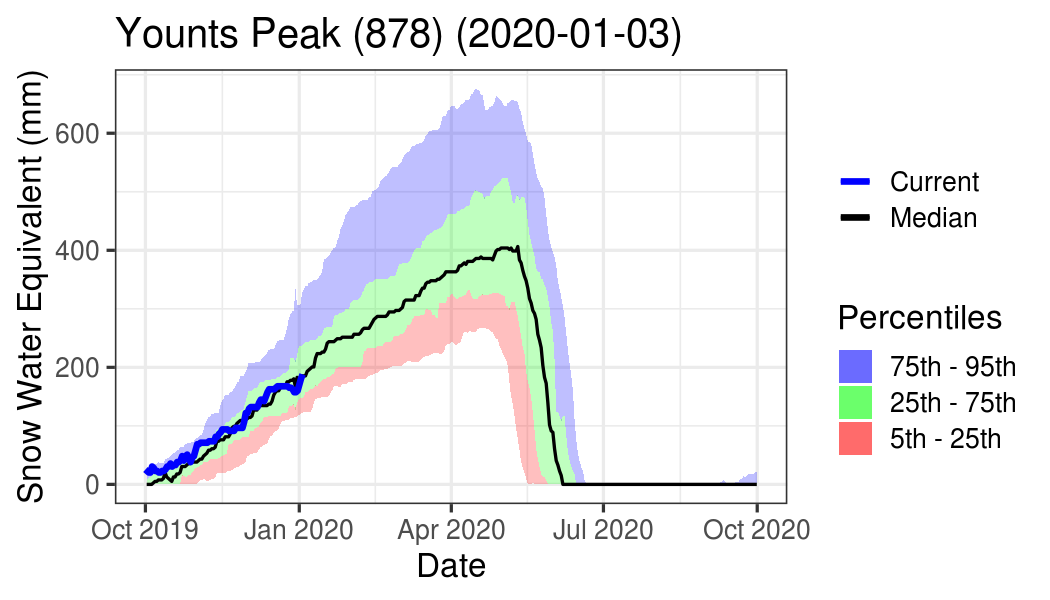 Younts Peak (878) (2020-01-03)
Snow Water Equivalent (mm)
600
400
200
0
Oct 2019
Jan 2020
Apr 2020
Jul 2020
Oct 2020
Date
Current
Median
Percentiles
75th - 95th
25th - 75th
5th - 25th